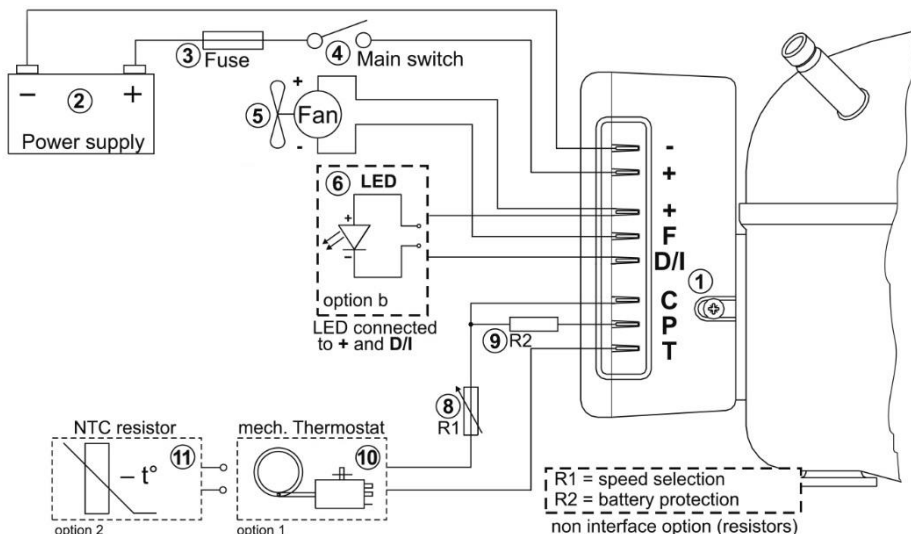 3
Fuse
4
Main switch
−
2
+
Power supply
5
+
Fan
-
6
LED
+
−
option b
LED connected
to + and D/I
-
+
+
F
D/I
C
P
T
1
9
R2
8
R1
NTC resistor
11
− t°
option 2
mech. Thermostat
10
option 1
R1 = speed selection
R2 = battery protection
non interface option (resistors)